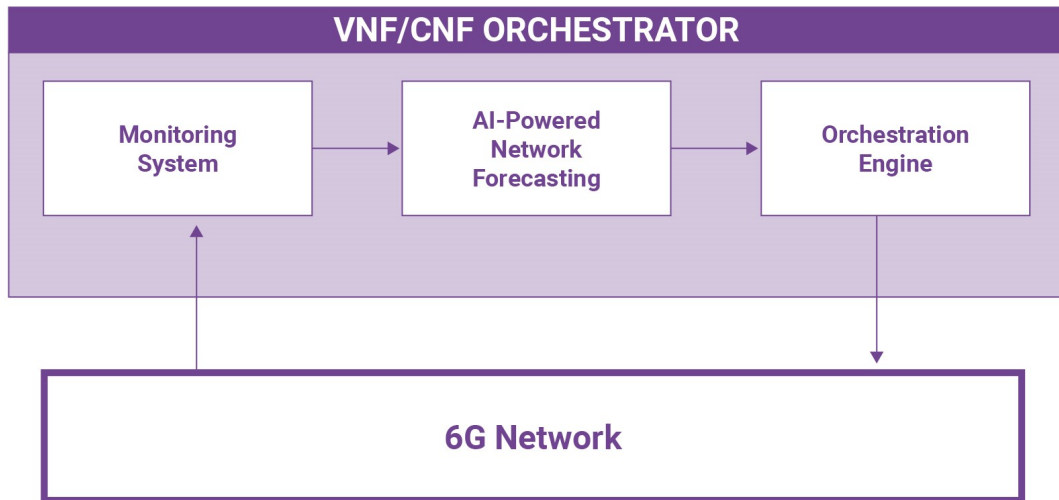 VNF/CNF ORCHESTRATOR
Monitoring
System
AI-Powered
Network
Forecasting
Orchestration
Engine
6G Network